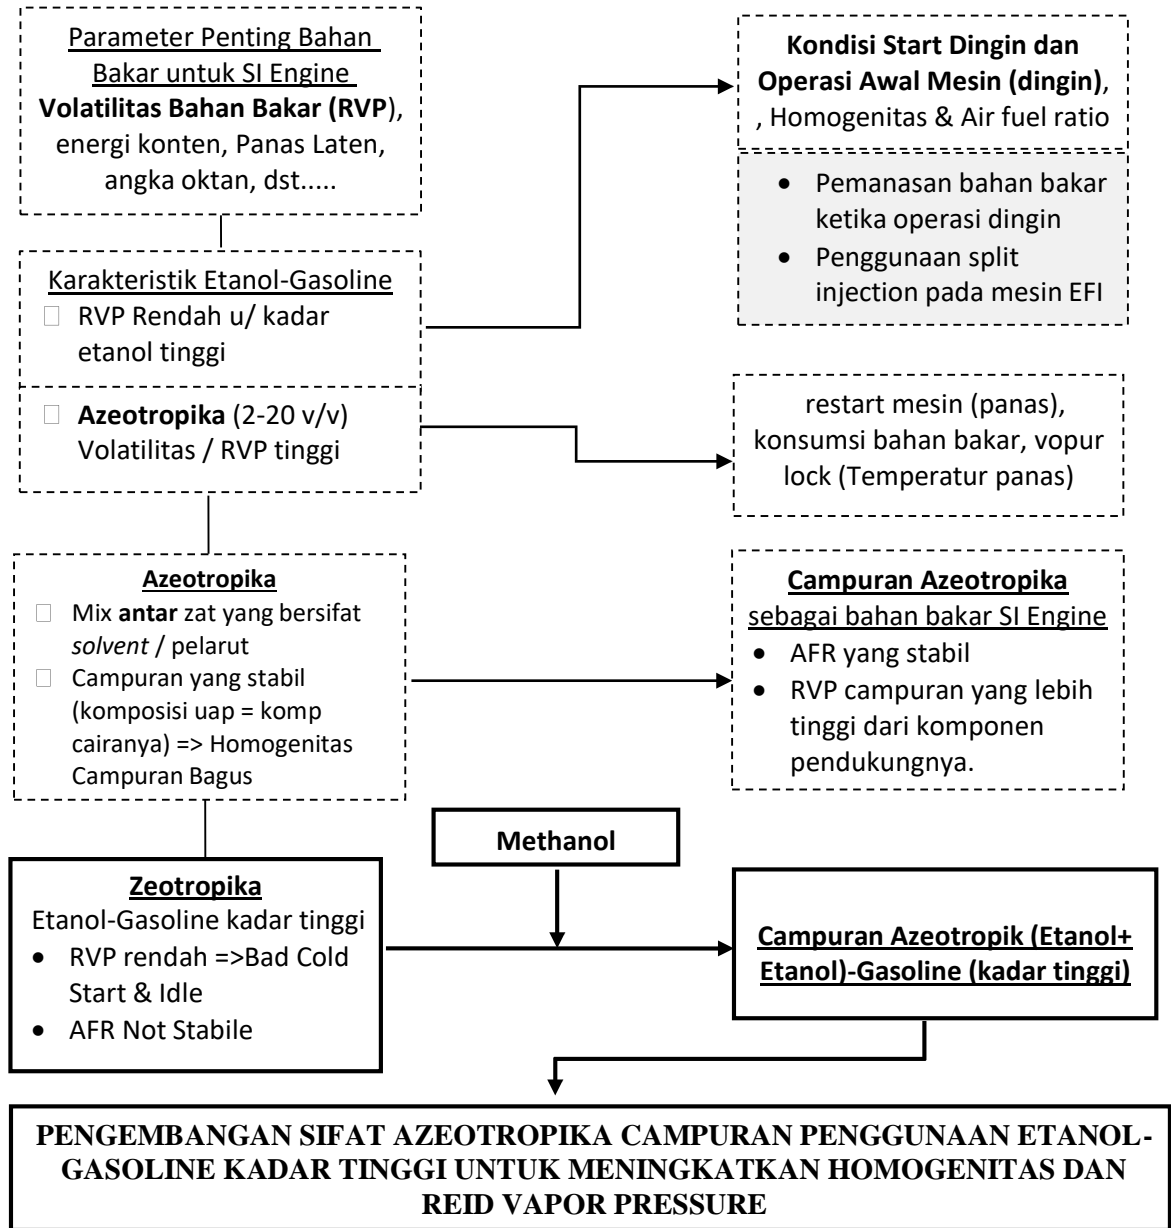 Parameter Penting Bahan
Bakar untuk SI Engine
Volatilitas Bahan Bakar (RVP),
energi konten, Panas Laten,
angka oktan, dst.....
Kondisi Start Dingin dan
Operasi Awal Mesin (dingin),
, Homogenitas & Air fuel ratio
• Pemanasan bahan bakar
ketika operasi dingin
• Penggunaan split
injection pada mesin EFI
Karakteristik Etanol-Gasoline
RVP Rendah u/ kadar
etanol tinggi
Azeotropika (2-20 v/v)
Volatilitas / RVP tinggi
restart mesin (panas),
konsumsi bahan bakar, vopur
lock (Temperatur panas)
Azeotropika
Mix antar zat yang bersifat
solvent / pelarut
Campuran yang stabil
(komposisi uap = komp
cairanya) => Homogenitas
Campuran Bagus
Campuran Azeotropika
sebagai bahan bakar SI Engine
• AFR yang stabil
• RVP campuran yang lebih
tinggi dari komponen
pendukungnya.
Methanol
Zeotropika
Etanol-Gasoline kadar tinggi
• RVP rendah =>Bad Cold
Start & Idle
• AFR Not Stabile
Campuran Azeotropik (Etanol+
Etanol)-Gasoline (kadar tinggi)
PENGEMBANGAN SIFAT AZEOTROPIKA CAMPURAN PENGGUNAAN ETANOL-
GASOLINE KADAR TINGGI UNTUK MENINGKATKAN HOMOGENITAS DAN
REID VAPOR PRESSURE